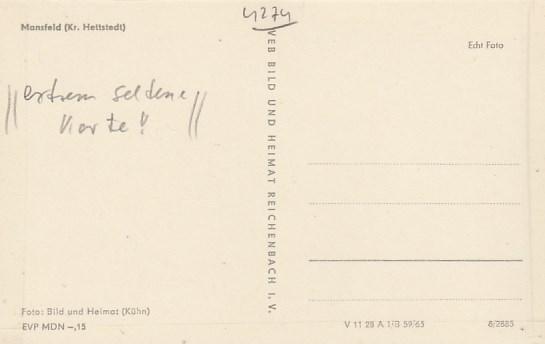 4274
Mansfeld (Kr. Hettstedt)
Echt Foto
extrem seldene
Karte!
VEB BILD UND HEIMAT REICHENBACH I. V.
Foto: Bild und Heimat (Kühn)
EVP MDN –,15
V 11 28 A 1/B 59/65
8/2885